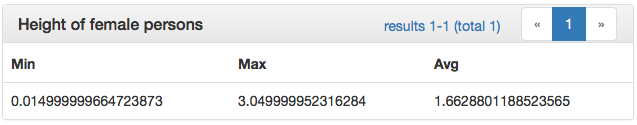 Height of female persons results 1-1 (total 1) « 1 »
Min Max Avg
0.014999999664723873 3.049999952316284 1.6628801188523565